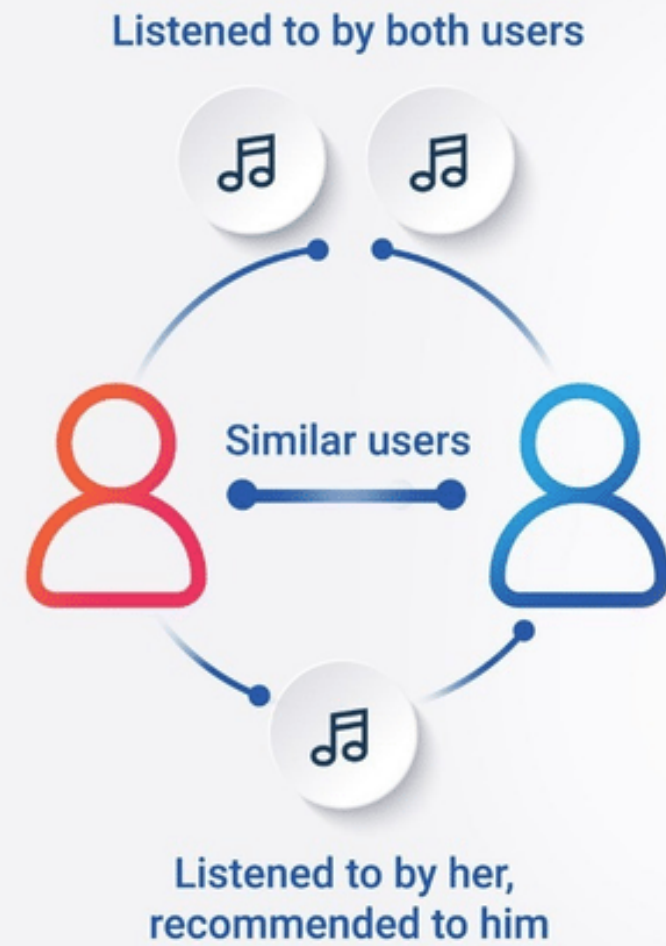 Listened to by both users
Similar users
Listened to by her,
recommended to him